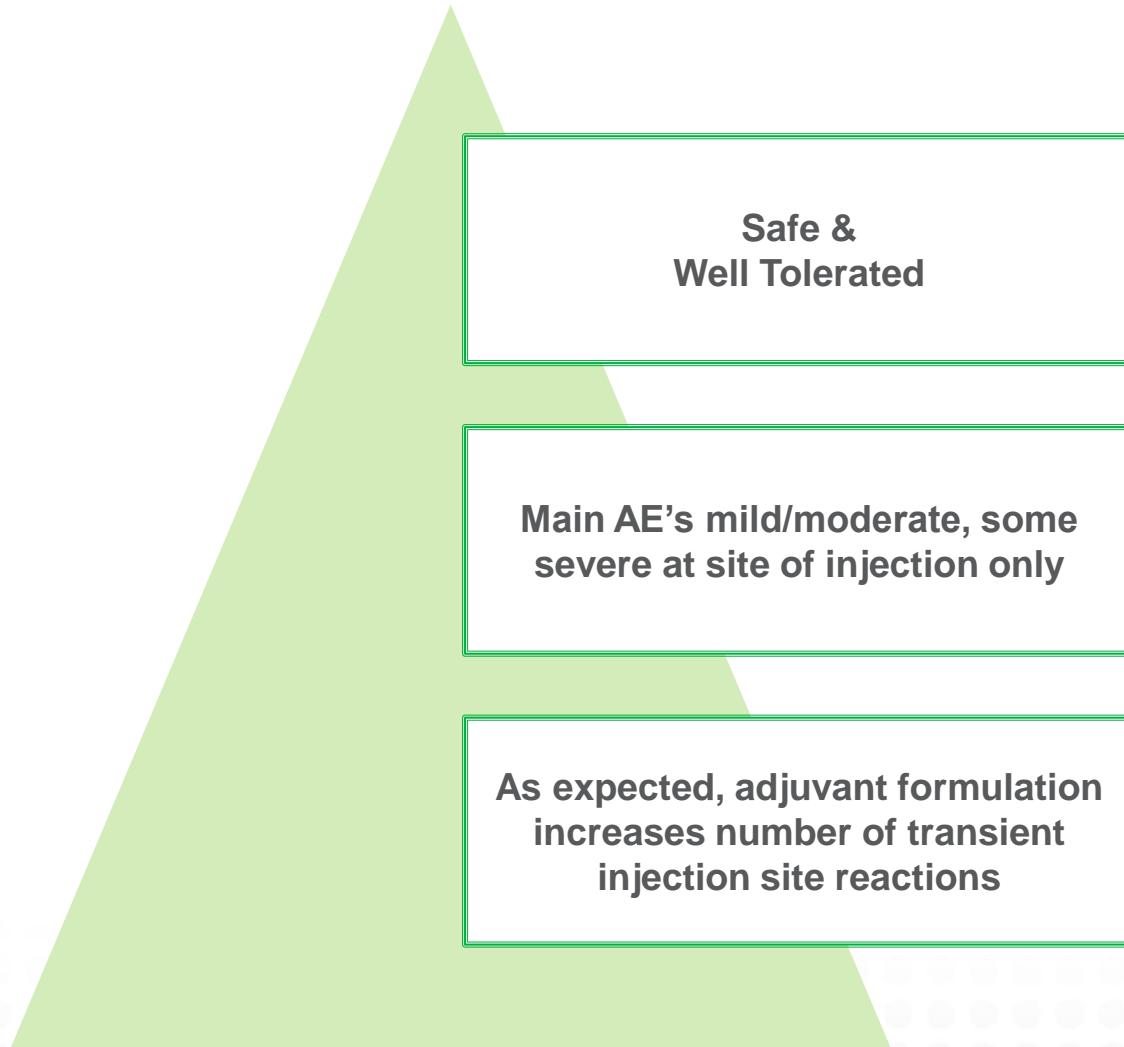 Safe &
Well Tolerated
Main AE’s mild/moderate, some
severe at site of injection only
As expected, adjuvant formulation
increases number of transient
injection site reactions